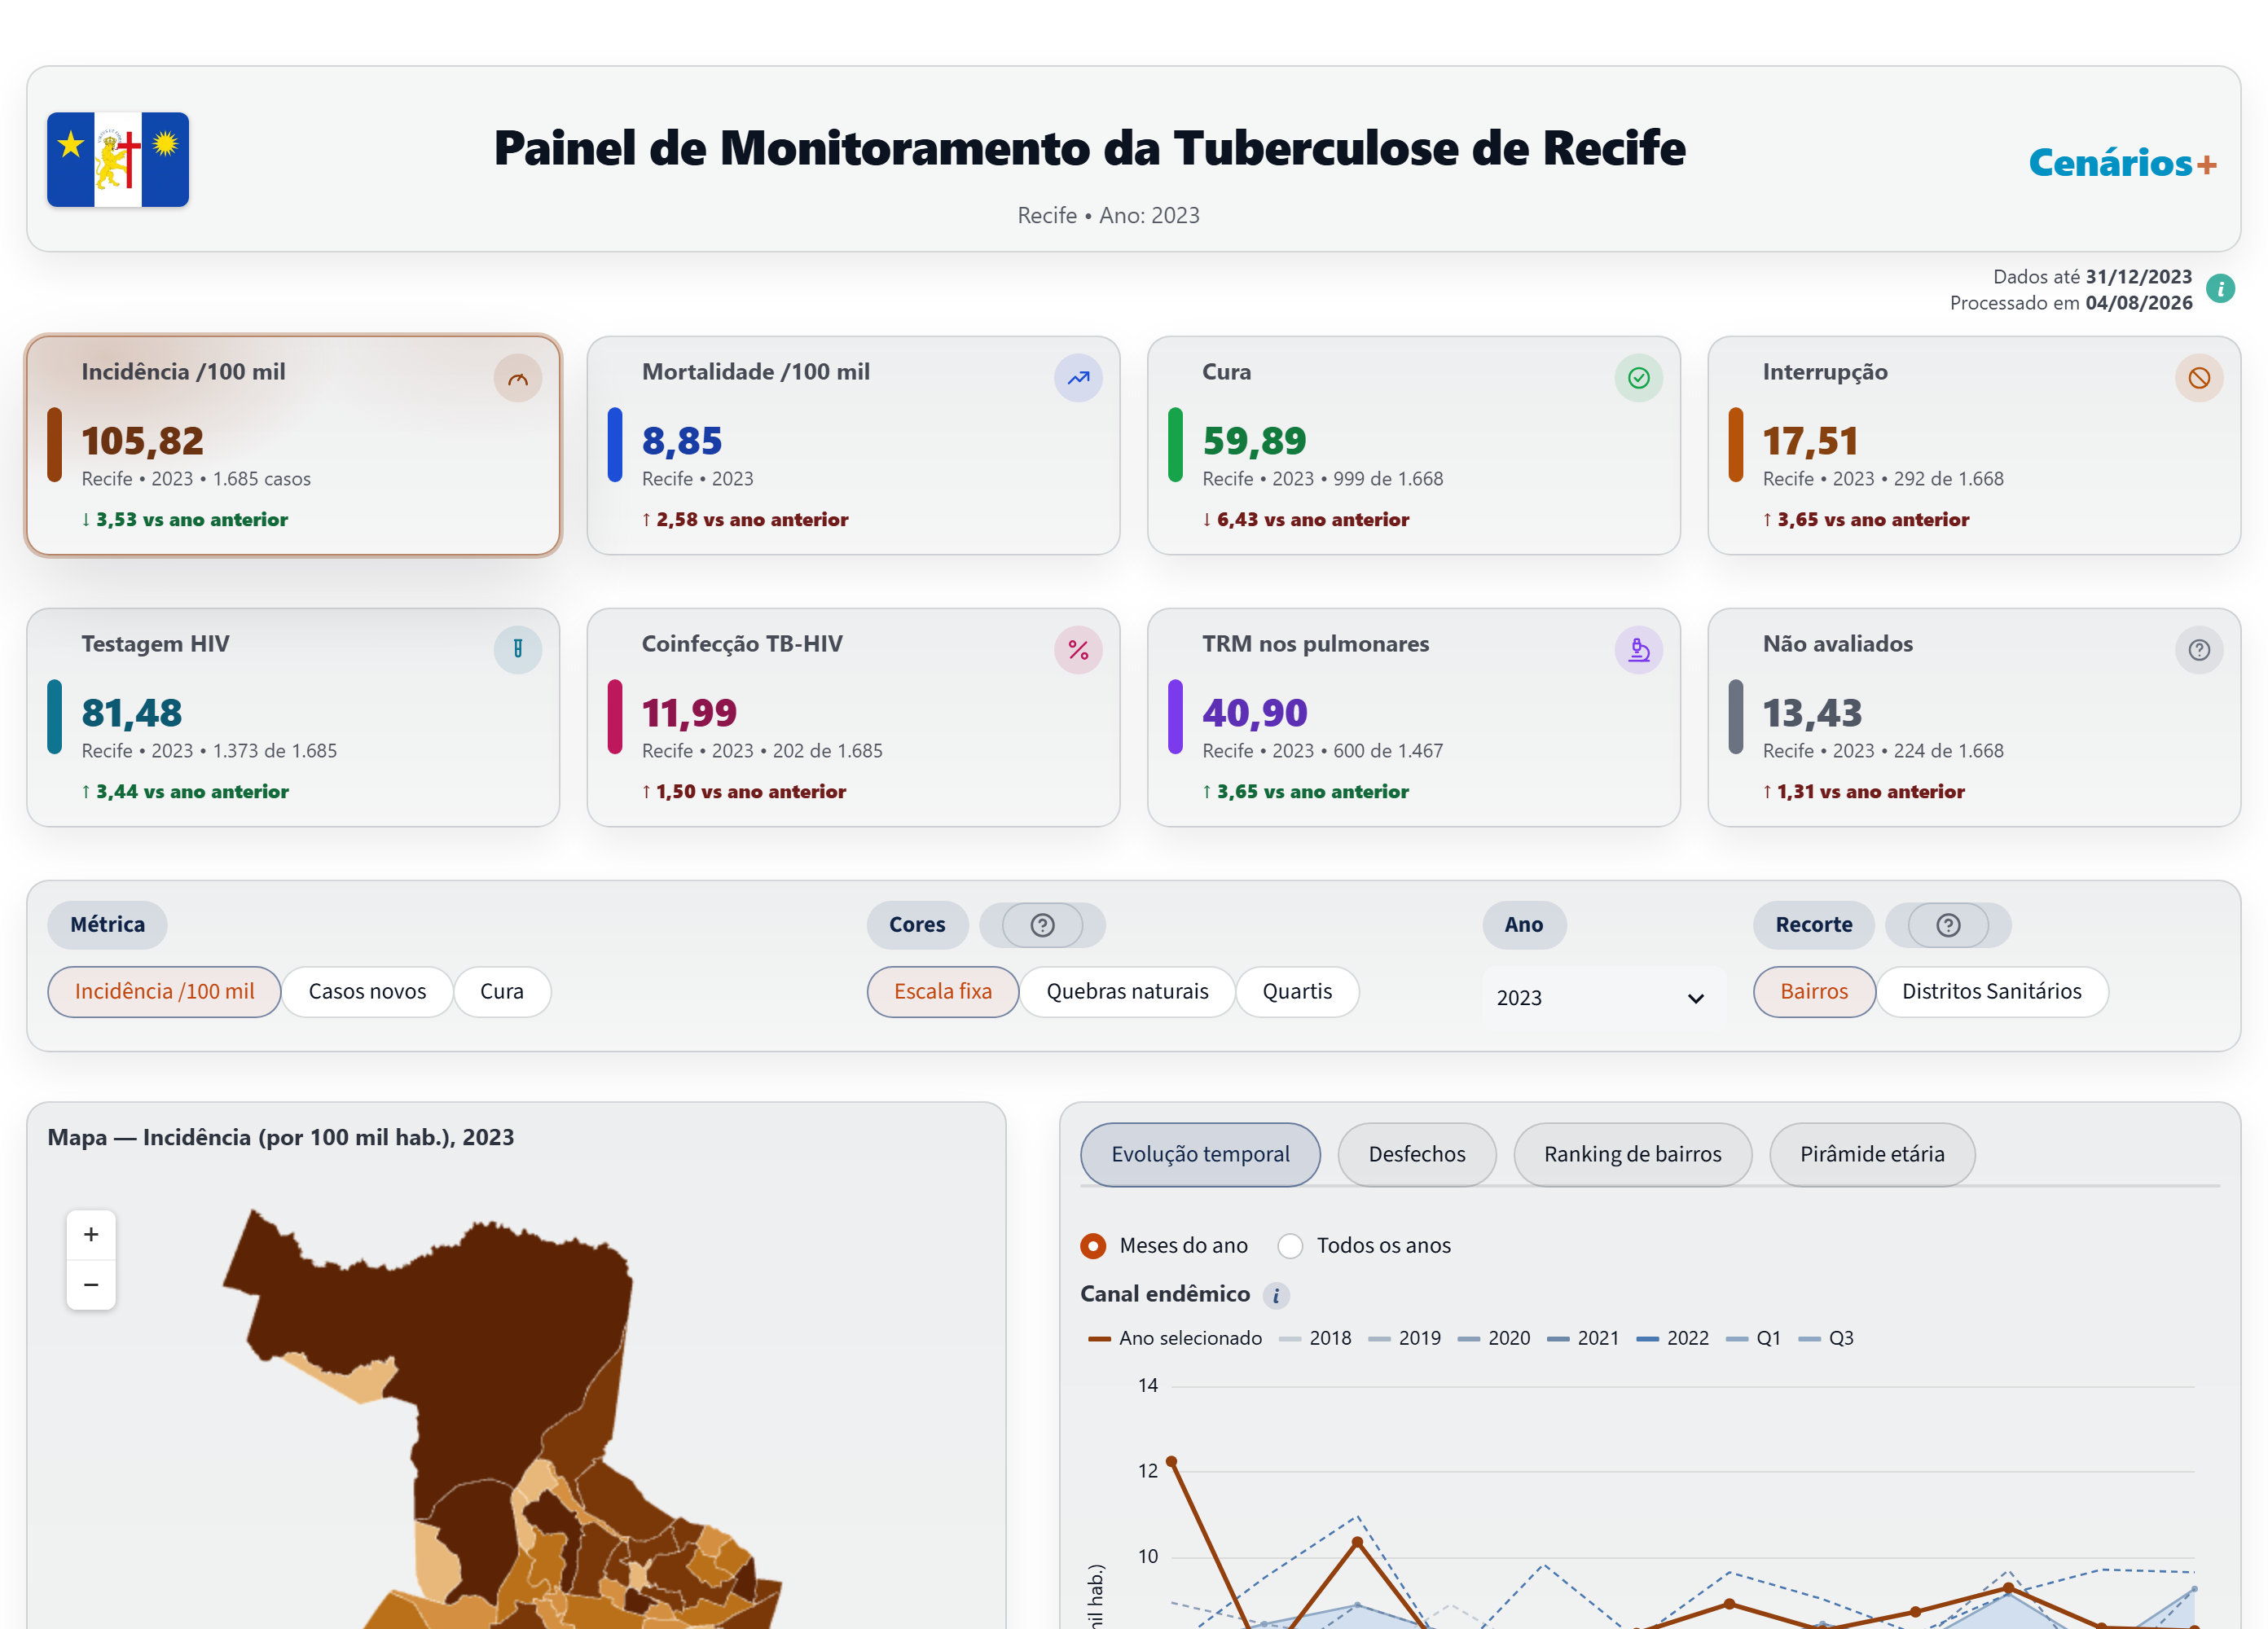 Painel de Monitoramento da Tuberculose de Recife
Cenários+
Recife • Ano: 2023
Dados até 31/12/2023
Processado em 04/08/2026
Incidência /100 mil
105,82
Recife • 2023 • 1.685 casos
↓ 3,53 vs ano anterior
Mortalidade /100 mil
8,85
Recife • 2023
↑ 2,58 vs ano anterior
Cura
59,89
Recife • 2023 • 999 de 1.668
↓ 6,43 vs ano anterior
Interrupção
17,51
Recife • 2023 • 292 de 1.668
↑ 3,65 vs ano anterior
Testagem HIV
81,48
Recife • 2023 • 1.373 de 1.685
↑ 3,44 vs ano anterior
Coinfecção TB-HIV
11,99
Recife • 2023 • 202 de 1.685
↑ 1,50 vs ano anterior
TRM nos pulmonares
40,90
Recife • 2023 • 600 de 1.467
↑ 3,65 vs ano anterior
Não avaliados
13,43
Recife • 2023 • 224 de 1.668
↑ 1,31 vs ano anterior
Métrica
Incidência /100 mil Casos novos Cura
Cores
Escala fixa Quebras naturais Quartis
Ano
2023
Recorte
Bairros Distritos Sanitários
Mapa — Incidência (por 100 mil hab.), 2023
+
−
Evolução temporal Desfechos Ranking de bairros Pirâmide etária
Meses do ano Todos os anos
Canal endêmico i
Ano selecionado 2018 2019 2020 2021 2022 Q1 Q3
14
12
10
hab.)